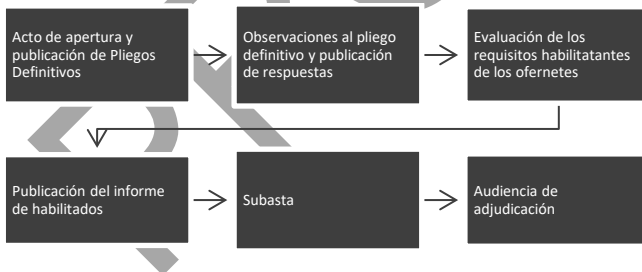 Acto de apertura y
publicación de Pliegos
Definitivos
Observaciones al pliego
definitivo y publicación
de respuestas
Evaluación de los
requisitos habilitatantes
de los ofernetes
Publicación del informe
de habilitados
Subasta
Audiencia de
adjudicación